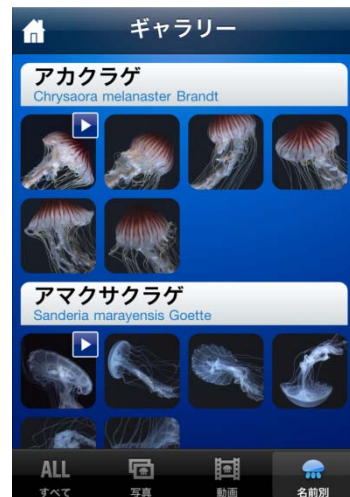 ギャラリー
アカクラゲ
Chrysaora melanaster Brandt
アマクサクラゲ
Sanderia marayensis Goette
ALL
すべて
写真
動画
名前別